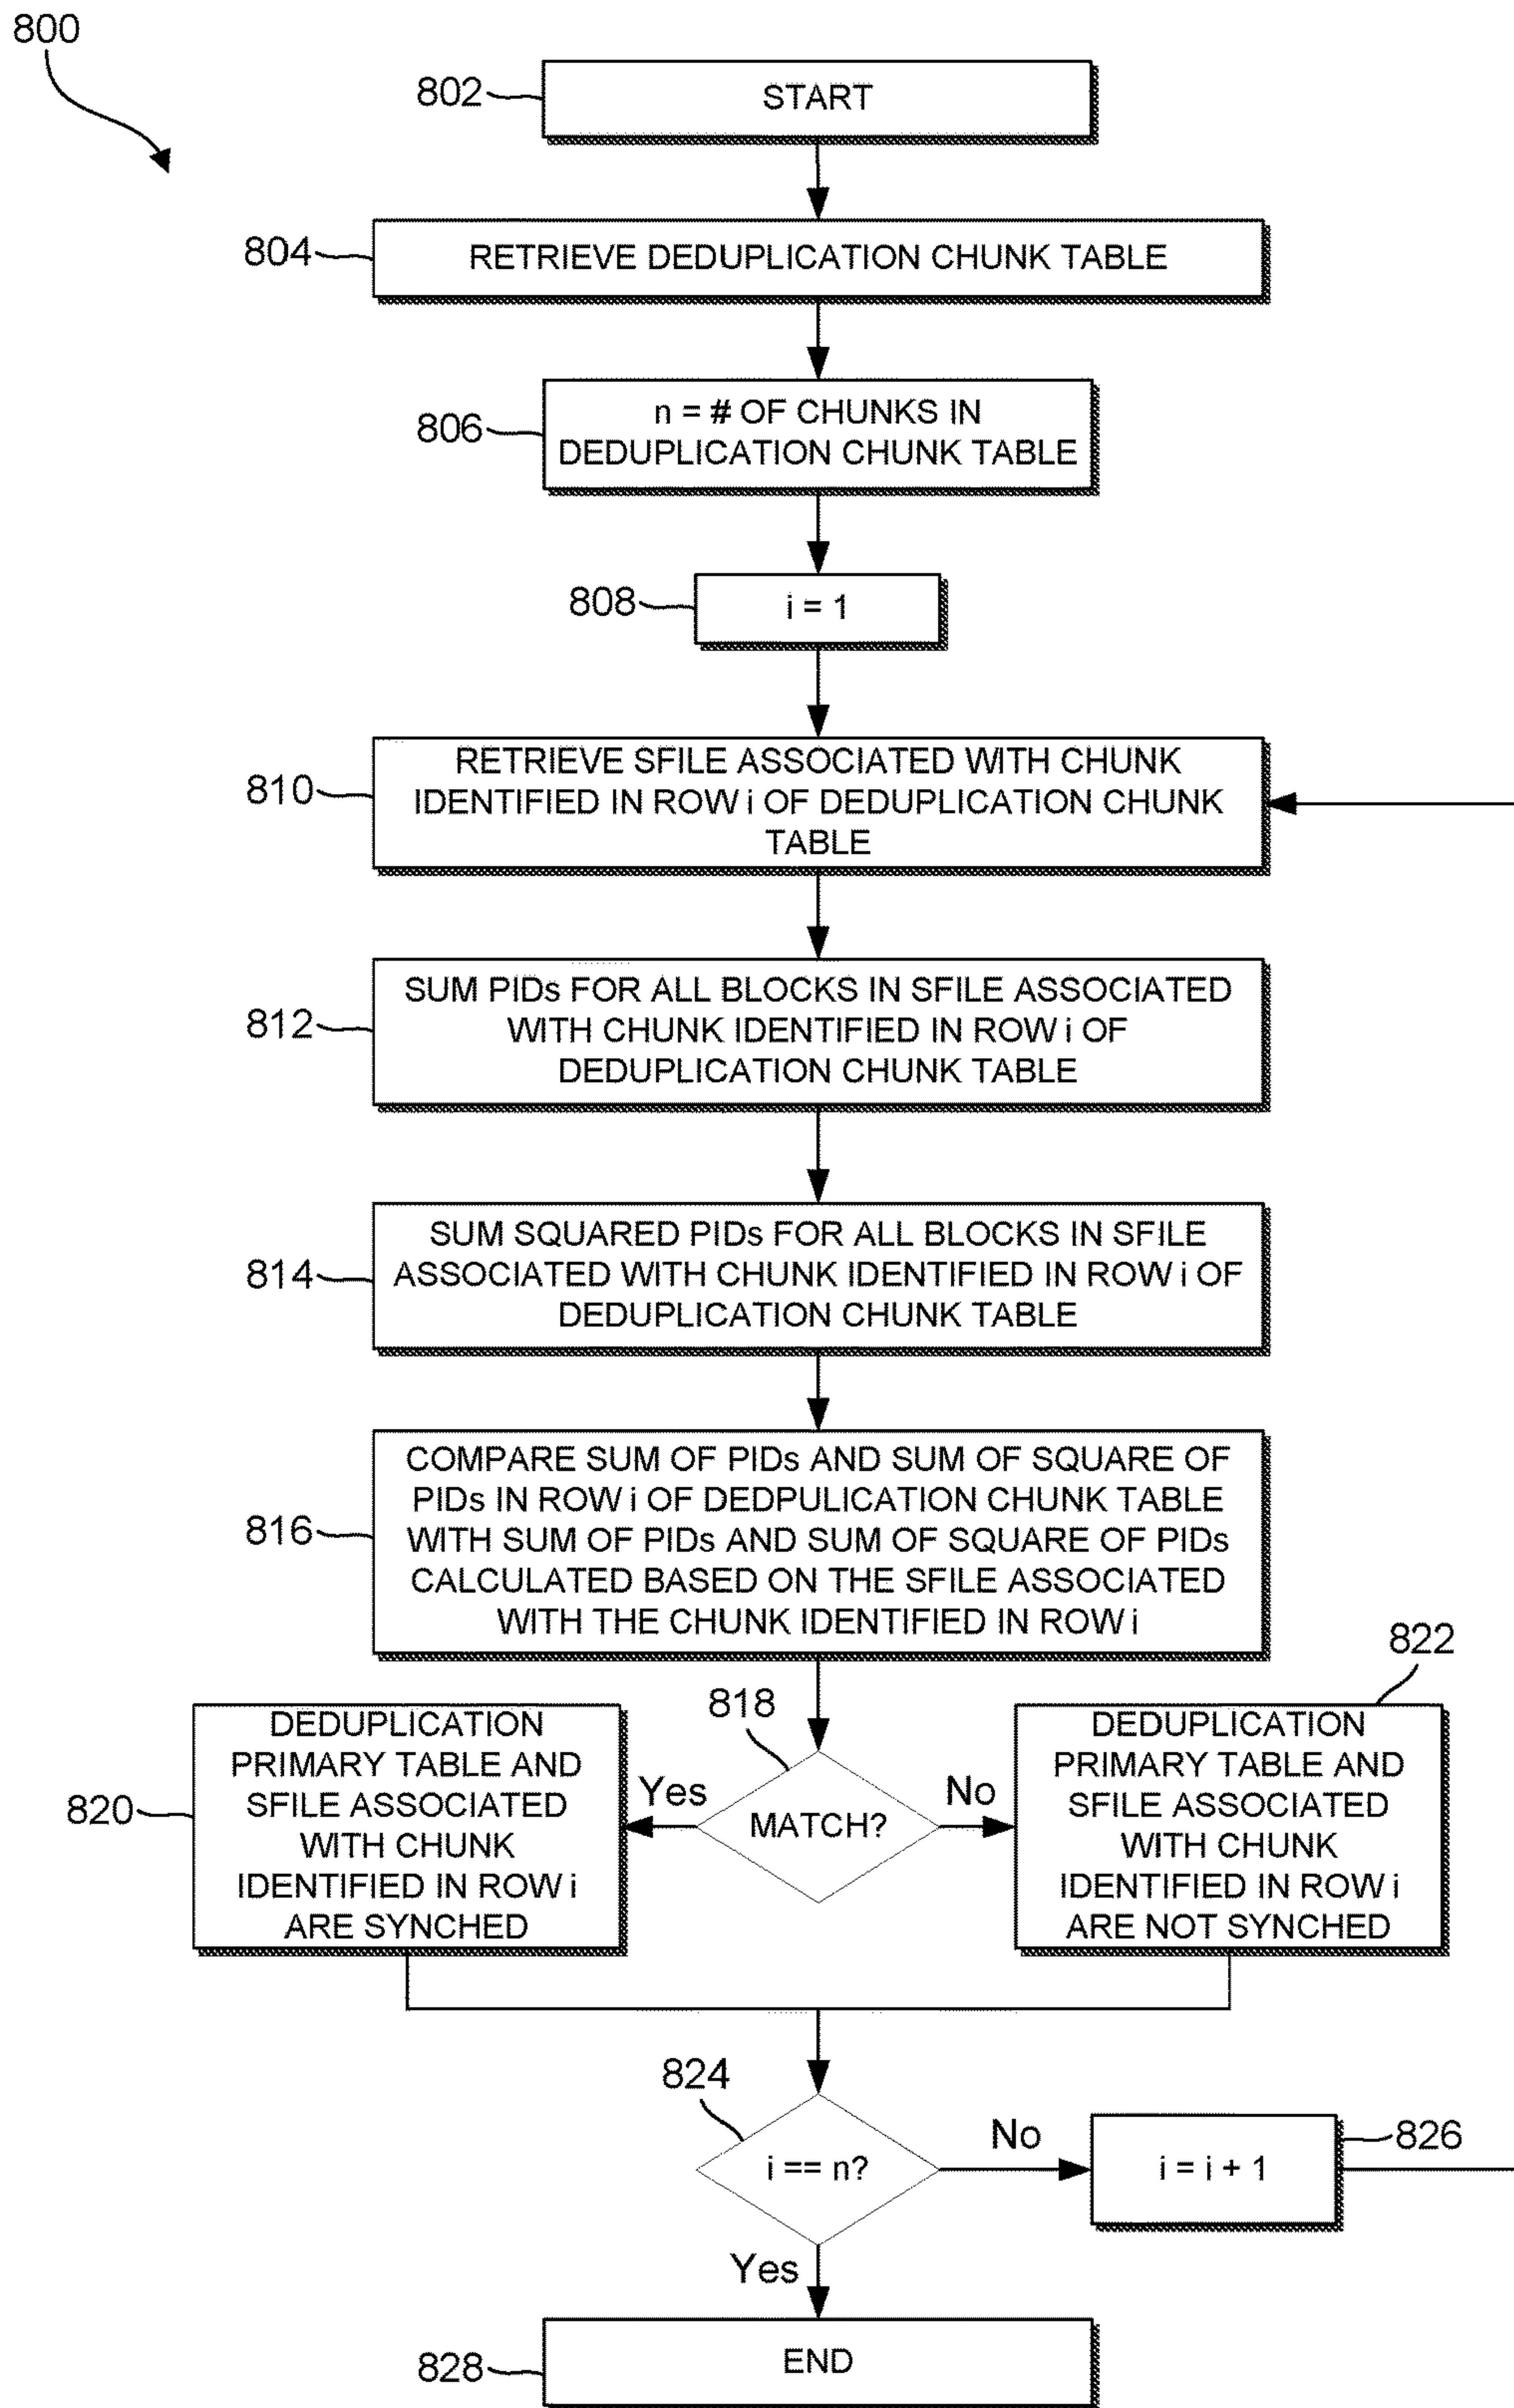 800
802
START
804
RETRIEVE DEDUPLICATION CHUNK TABLE
806
n = # OF CHUNKS IN
DEDUPLICATION CHUNK TABLE
808
i = 1
810
RETRIEVE SFILE ASSOCIATED WITH CHUNK
IDENTIFIED IN ROW i OF DEDUPLICATION CHUNK
TABLE
812
SUM PIDs FOR ALL BLOCKS IN SFILE ASSOCIATED
WITH CHUNK IDENTIFIED IN ROW i OF
DEDUPLICATION CHUNK TABLE
814
SUM SQUARED PIDs FOR ALL BLOCKS IN SFILE
ASSOCIATED WITH CHUNK IDENTIFIED IN ROW i OF
DEDUPLICATION CHUNK TABLE
816
COMPARE SUM OF PIDs AND SUM OF SQUARE OF
PIDs IN ROW i OF DEDPULICATION CHUNK TABLE
WITH SUM OF PIDs AND SUM OF SQUARE OF PIDs
CALCULATED BASED ON THE SFILE ASSOCIATED
WITH THE CHUNK IDENTIFIED IN ROW i
818
MATCH?
Yes
No
820
DEDUPLICATION
PRIMARY TABLE AND
SFILE ASSOCIATED
WITH CHUNK
IDENTIFIED IN ROW i
ARE SYNCHED
822
DEDUPLICATION
PRIMARY TABLE AND
SFILE ASSOCIATED
WITH CHUNK
IDENTIFIED IN ROW i
ARE NOT SYNCHED
824
i == n?
No
826
i = i + 1
Yes
828
END